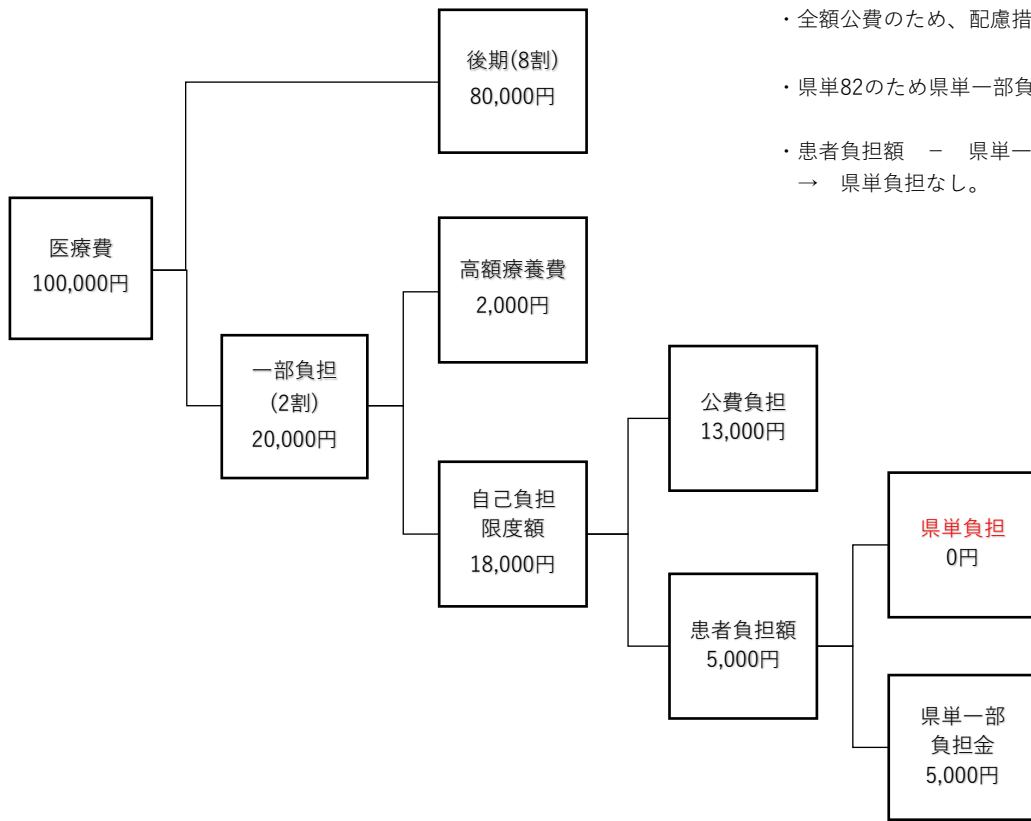 ・全額公費のため、配慮措
・県単82のため県単一部負
・患者負担額　－　県単一
→　県単負担なし。
後期(8割)
80,000円
医療費
100,000円
高額療養費
2,000円
一部負担
(2割)
20,000円
公費負担
13,000円
自己負担
限度額
18,000円
県単負担
0円
患者負担額
5,000円
県単一部
負担金
5,000円